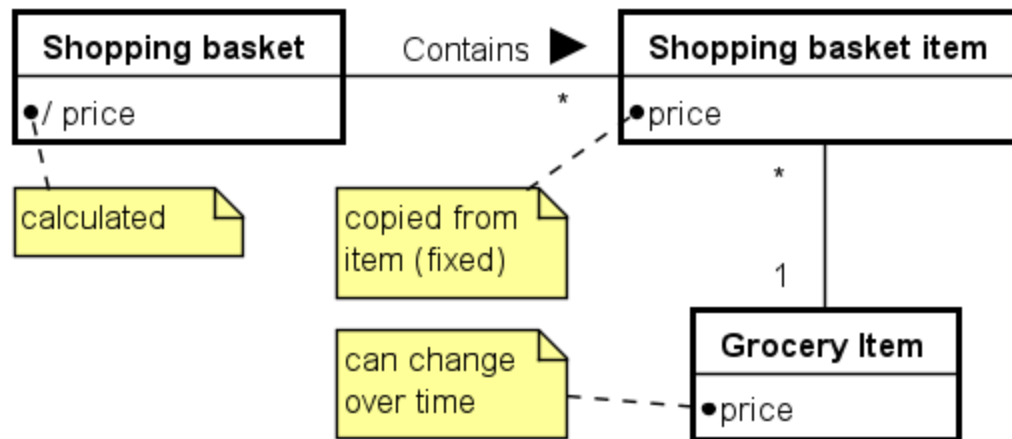 Shopping basket
Contains
Shopping basket item
/ price
*
price
calculated
copied from
item (fixed)
*
1
can change
over time
Grocery Item
price